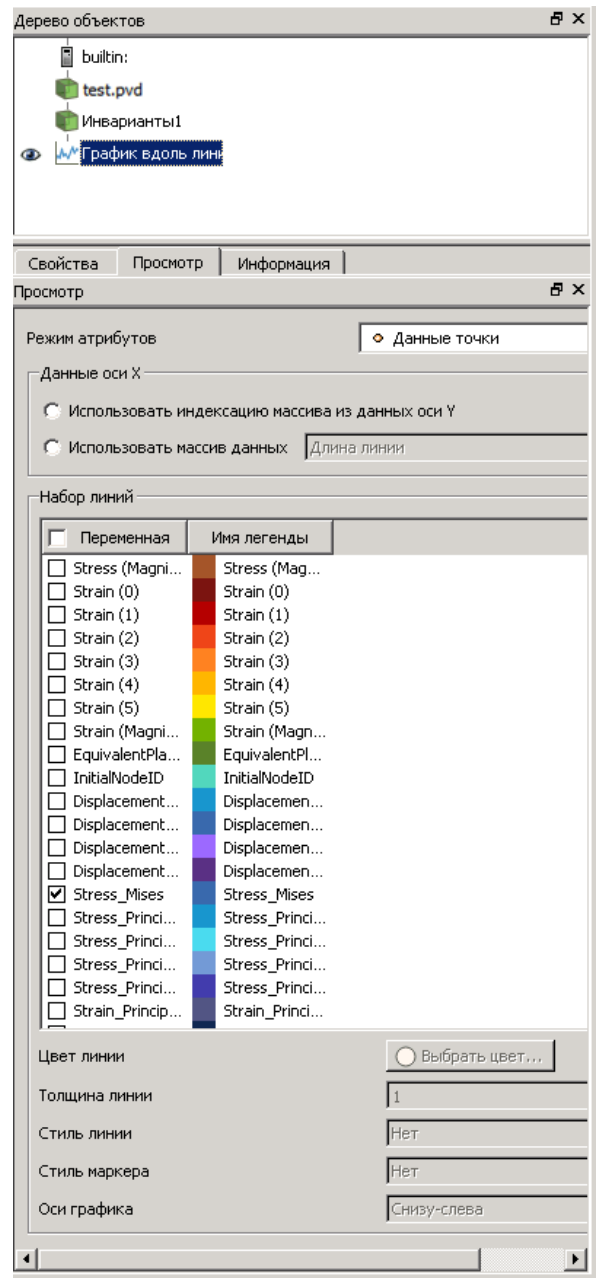 Дерево объектов
builtin:
test.pvd
Инварианты1
График вдоль лини
Свойства Просмотр Информация
Просмотр
Режим атрибутов Данные точки
Данные оси X
Использовать индексацию массива из данных оси Y
Использовать массив данных Длина линии
Набор линий
Переменная Имя легенды
Stress (Magni... Stress (Mag...
Strain (0) Strain (0)
Strain (1) Strain (1)
Strain (2) Strain (2)
Strain (3) Strain (3)
Strain (4) Strain (4)
Strain (5) Strain (5)
Strain (Magni... Strain (Magn...
EquivalentPla... EquivalentPl...
InitialNodeID InitialNodeID
Displacement... Displacemen...
Displacement... Displacemen...
Displacement... Displacemen...
Displacement... Displacemen...
Stress_Mises Stress_Mises
Stress_Princi... Stress_Princi...
Stress_Princi... Stress_Princi...
Stress_Princi... Stress_Princi...
Stress_Princi... Stress_Princi...
Strain_Princip... Strain_Princi...
Цвет линии Выбрать цвет...
Толщина линии 1
Стиль линии Нет
Стиль маркера Нет
Оси графика Снизу-слева